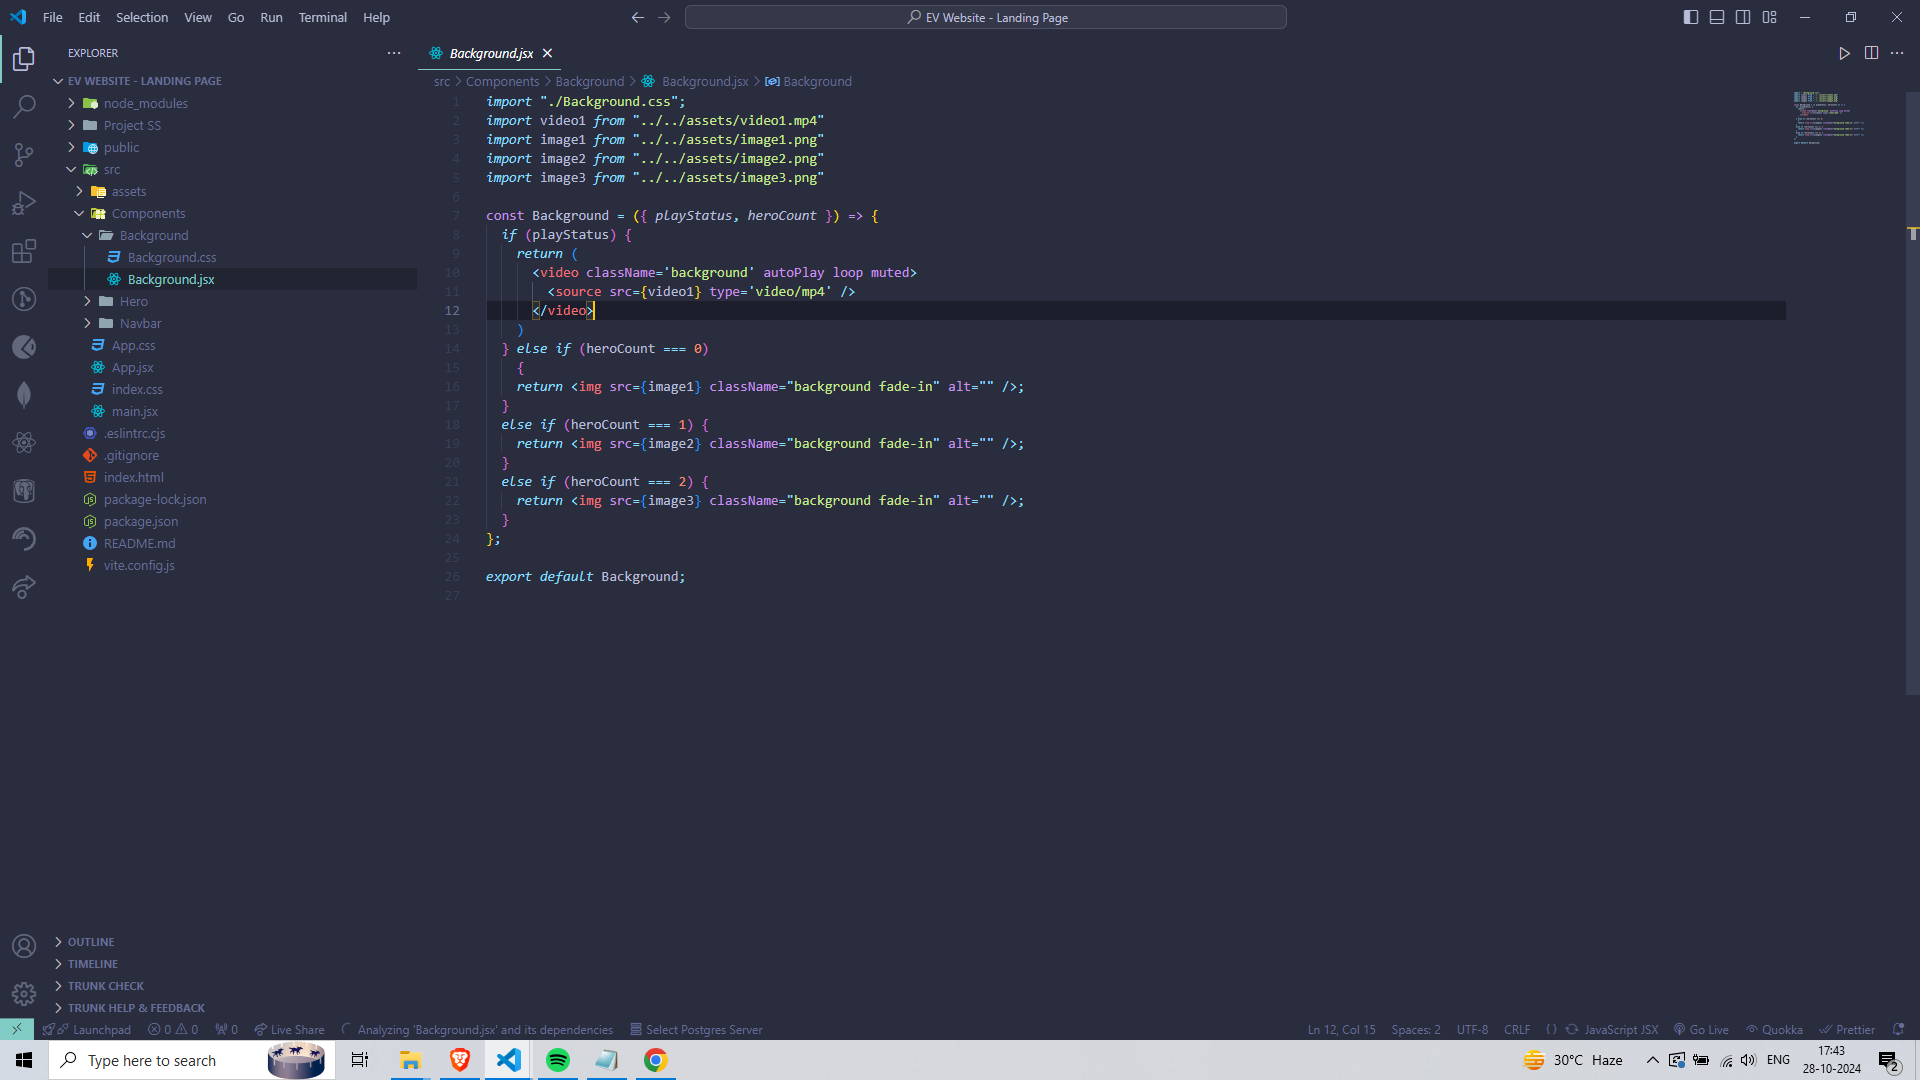 File Edit Selection View Go Run Terminal Help
EV Website - Landing Page
EXPLORER
EV WEBSITE - LANDING PAGE
node_modules
Project SS
public
src
assets
Components
Background
Background.css
Background.jsx
Hero
Navbar
App.css
App.jsx
index.css
main.jsx
.eslintrc.cjs
.gitignore
index.html
package-lock.json
package.json
README.md
vite.config.js
OUTLINE
TIMELINE
TRUNK CHECK
TRUNK HELP & FEEDBACK
Background.jsx
src > Components > Background > Background.jsx > Background
1 import "./Background.css";
2 import video1 from "../../assets/video1.mp4"
3 import image1 from "../../assets/image1.png"
4 import image2 from "../../assets/image2.png"
5 import image3 from "../../assets/image3.png"
6
7 const Background = ({ playStatus, heroCount }) => {
8 if (playStatus) {
9 return (
10 <video className='background' autoPlay loop muted>
11 <source src={video1} type='video/mp4' />
12 </video>
13 )
14 } else if (heroCount === 0)
15 {
16 return <img src={image1} className="background fade-in" alt="" />;
17 }
18 else if (heroCount === 1) {
19 return <img src={image2} className="background fade-in" alt="" />;
20 }
21 else if (heroCount === 2) {
22 return <img src={image3} className="background fade-in" alt="" />;
23 }
24 };
25
26 export default Background;
27
Launchpad 0 0 0 Live Share Analyzing 'Background.jsx' and its dependencies Select Postgres Server Ln 12, Col 15 Spaces: 2 UTF-8 CRLF {} JavaScript JSX Go Live Quokka Prettier
Type here to search
30°C Haze
ENG
17:43
28-10-2024
2